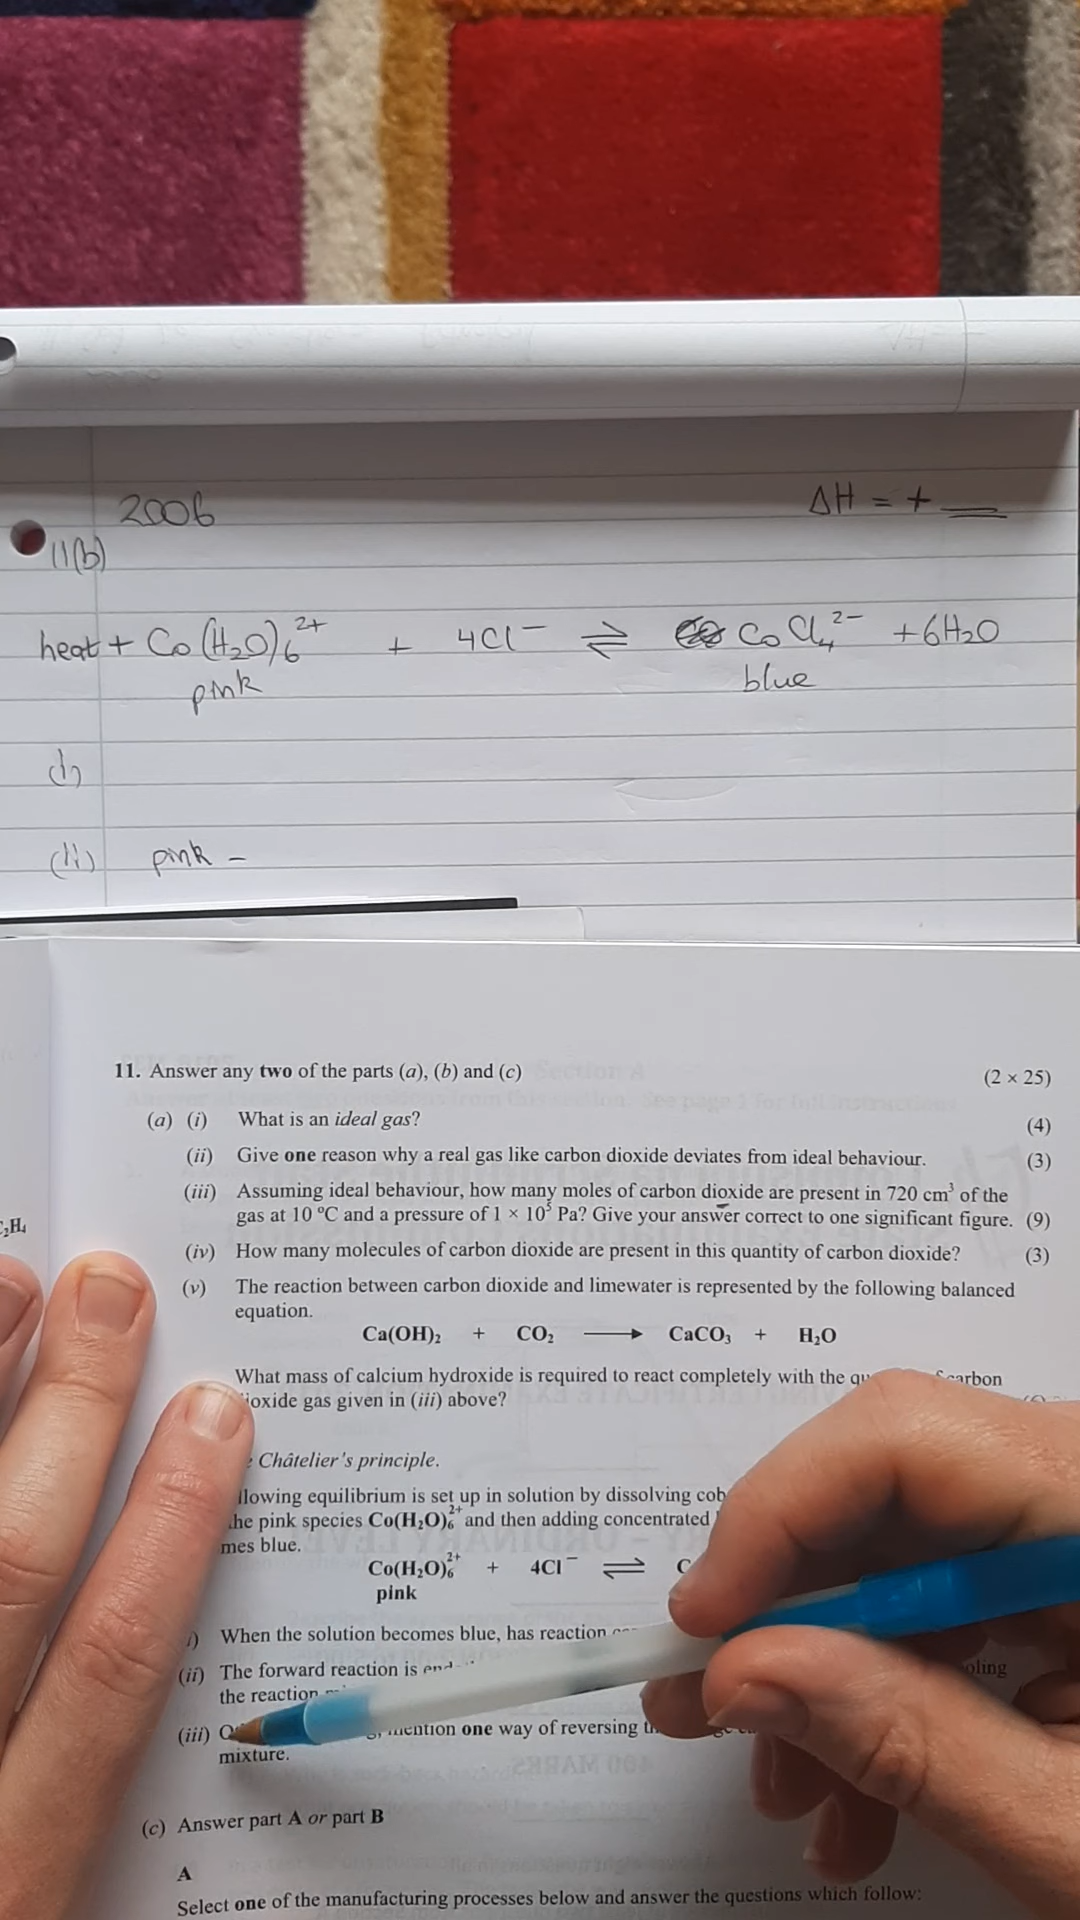 2006
ΔH = +
11(b)
heat + Co(H₂O)₆²⁺ + 4Cl⁻ ⇌ CoCl₄²⁻ + 6H₂O
pink blue
(i)
(ii) pink –
11. Answer any two of the parts (a), (b) and (c) (2 × 25)
(a) (i) What is an ideal gas? (4)
(ii) Give one reason why a real gas like carbon dioxide deviates from ideal behaviour. (3)
(iii) Assuming ideal behaviour, how many moles of carbon dioxide are present in 720 cm³ of the
gas at 10 ºC and a pressure of 1 × 10⁵ Pa? Give your answer correct to one significant figure. (9)
(iv) How many molecules of carbon dioxide are present in this quantity of carbon dioxide? (3)
(v) The reaction between carbon dioxide and limewater is represented by the following balanced
equation.
Ca(OH)₂ + CO₂ ⟶ CaCO₃ + H₂O
What mass of calcium hydroxide is required to react completely with the
gas given in (iii) above?
Châtelier's principle.
equilibrium is set up in solution by dissolving
pink species Co(H₂O)₆²⁺ and then adding concentrated
blue.
Co(H₂O)₆²⁺ + 4Cl⁻ ⇌
pink
When the solution becomes blue, has reaction
(ii) The forward reaction is
the reaction
(iii) mention one way of reversing
mixture.
(c) Answer part A or part B
A
Select one of the manufacturing processes below and answer the questions which follow: